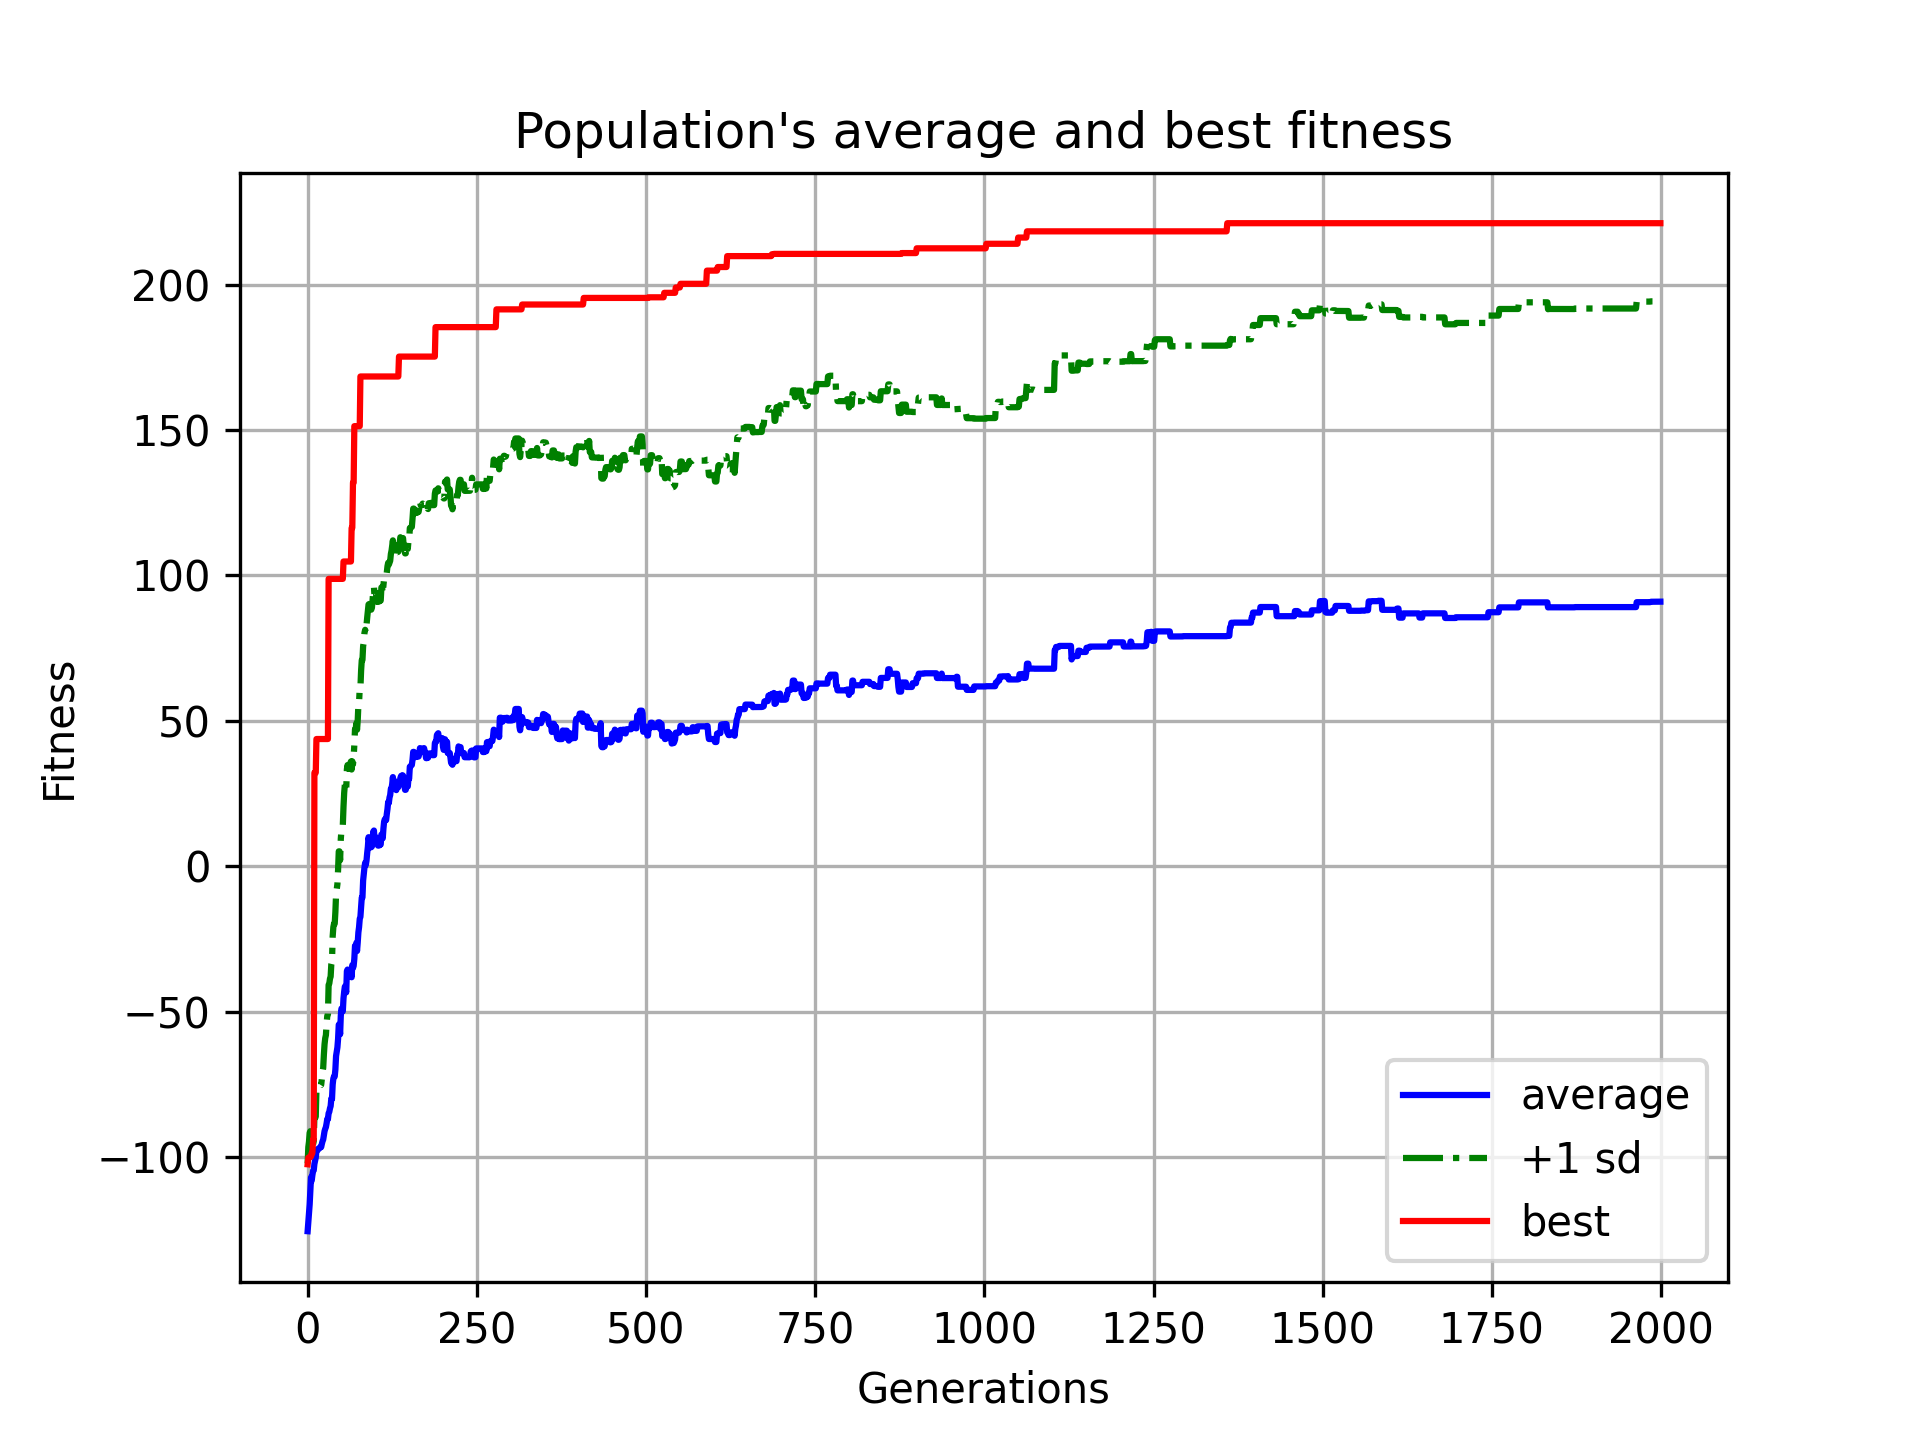 Population's average and best fitness
Fitness
200
150
100
50
0
−50
−100
0 250 500 750 1000 1250 1500 1750 2000
Generations
average
+1 sd
best